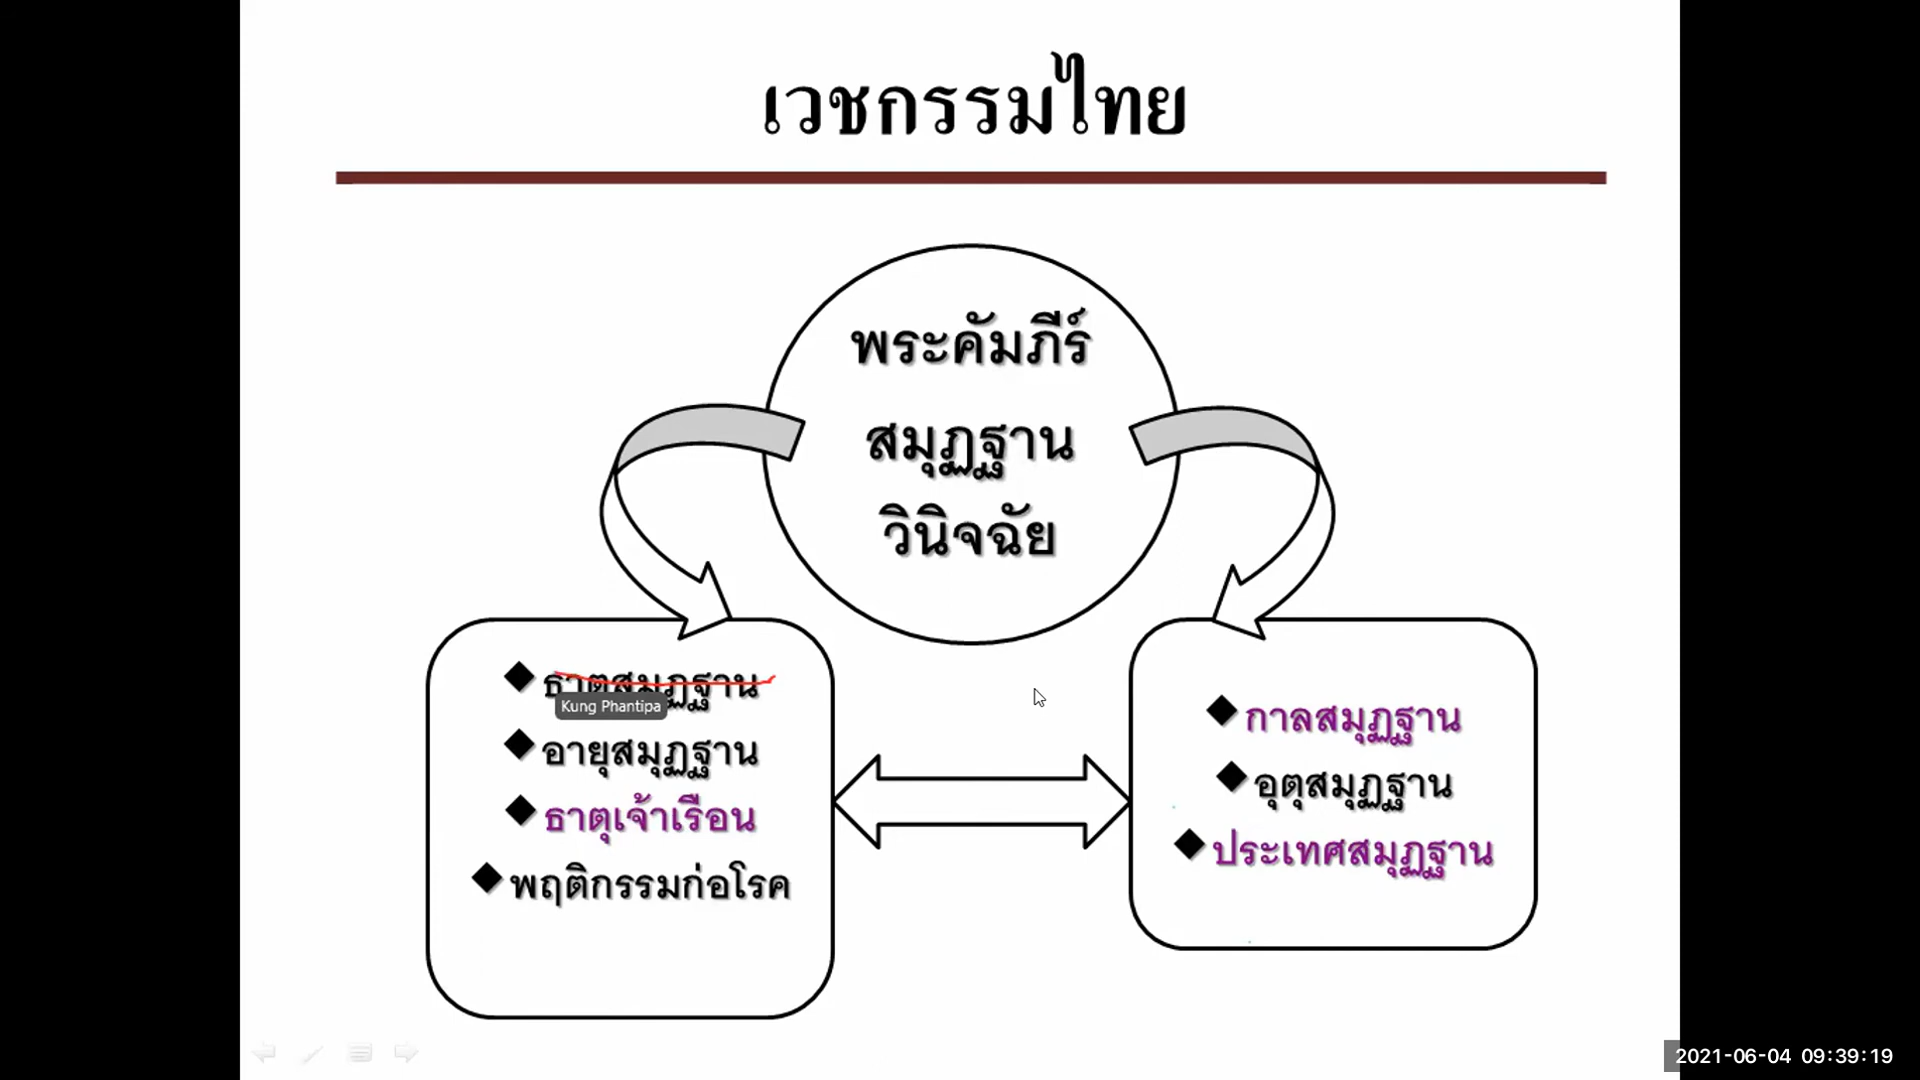 เวชกรรมไทย
พระคัมภีร์
สมุฏฐาน
วินิจฉัย
ธาตุสมุฏฐาน
Kung Phantipa
อายุสมุฏฐาน
ธาตุเจ้าเรือน
พฤติกรรมก่อโรค
กาลสมุฏฐาน
อุตุสมุฏฐาน
ประเทศสมุฏฐาน
2021-06-04 09:39:19